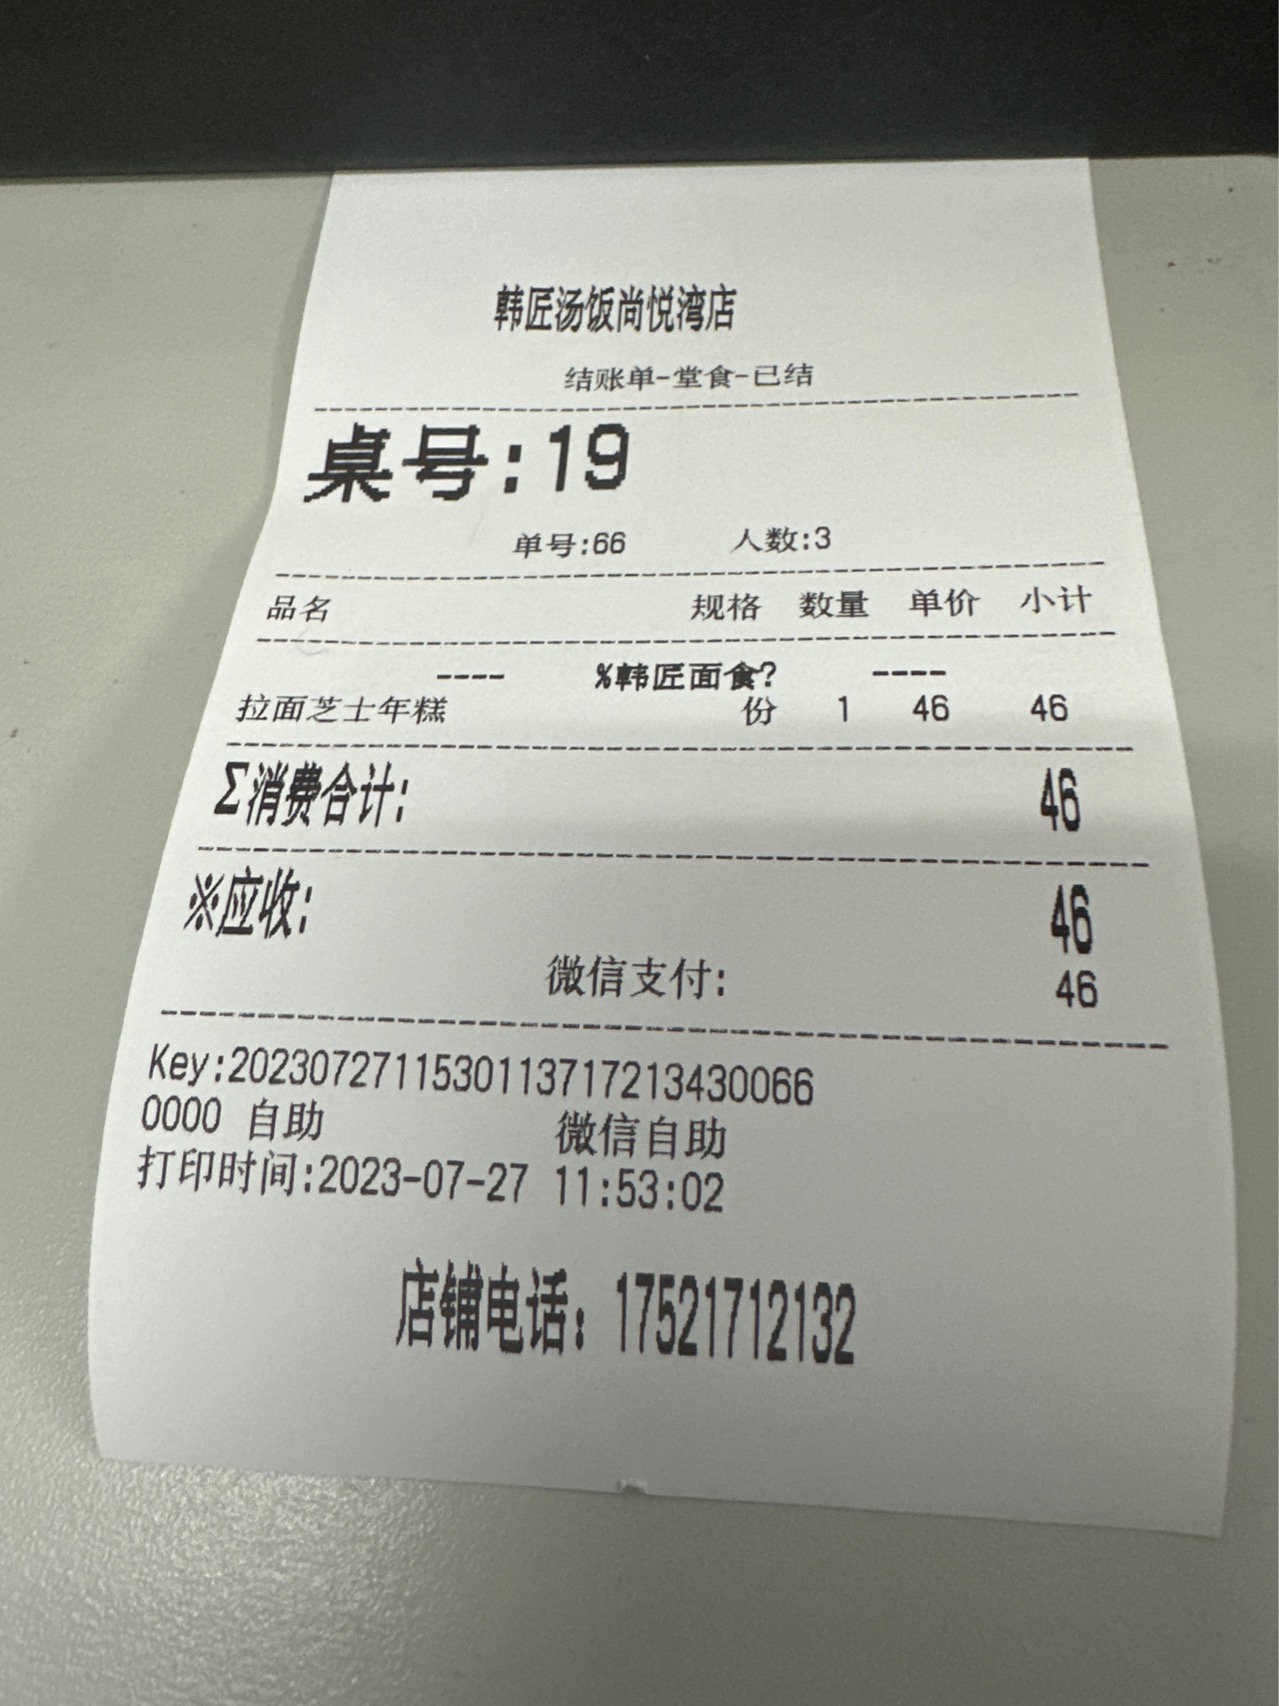 韩匠汤饭尚悦湾店
结账单-堂食-已结
桌号:19
单号:66 人数:3
品名 规格 数量 单价 小计
---- %韩匠面食? ----
拉面芝士年糕 份 1 46 46
Σ消费合计: 46
※应收: 46
微信支付: 46
Key:2023072711530113717213430066
0000 自助 微信自助
打印时间:2023-07-27 11:53:02
店铺电话: 17521712132